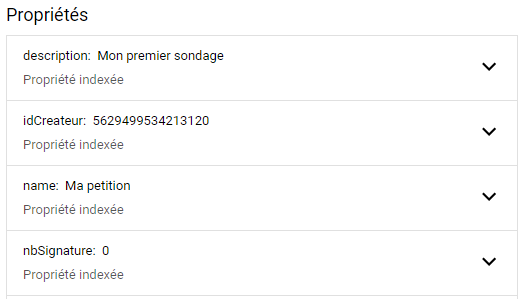 Propriétés
description: Mon premier sondage
Propriété indexée
idCreateur: 5629499534213120
Propriété indexée
name: Ma petition
Propriété indexée
nbSignature: 0
Propriété indexée